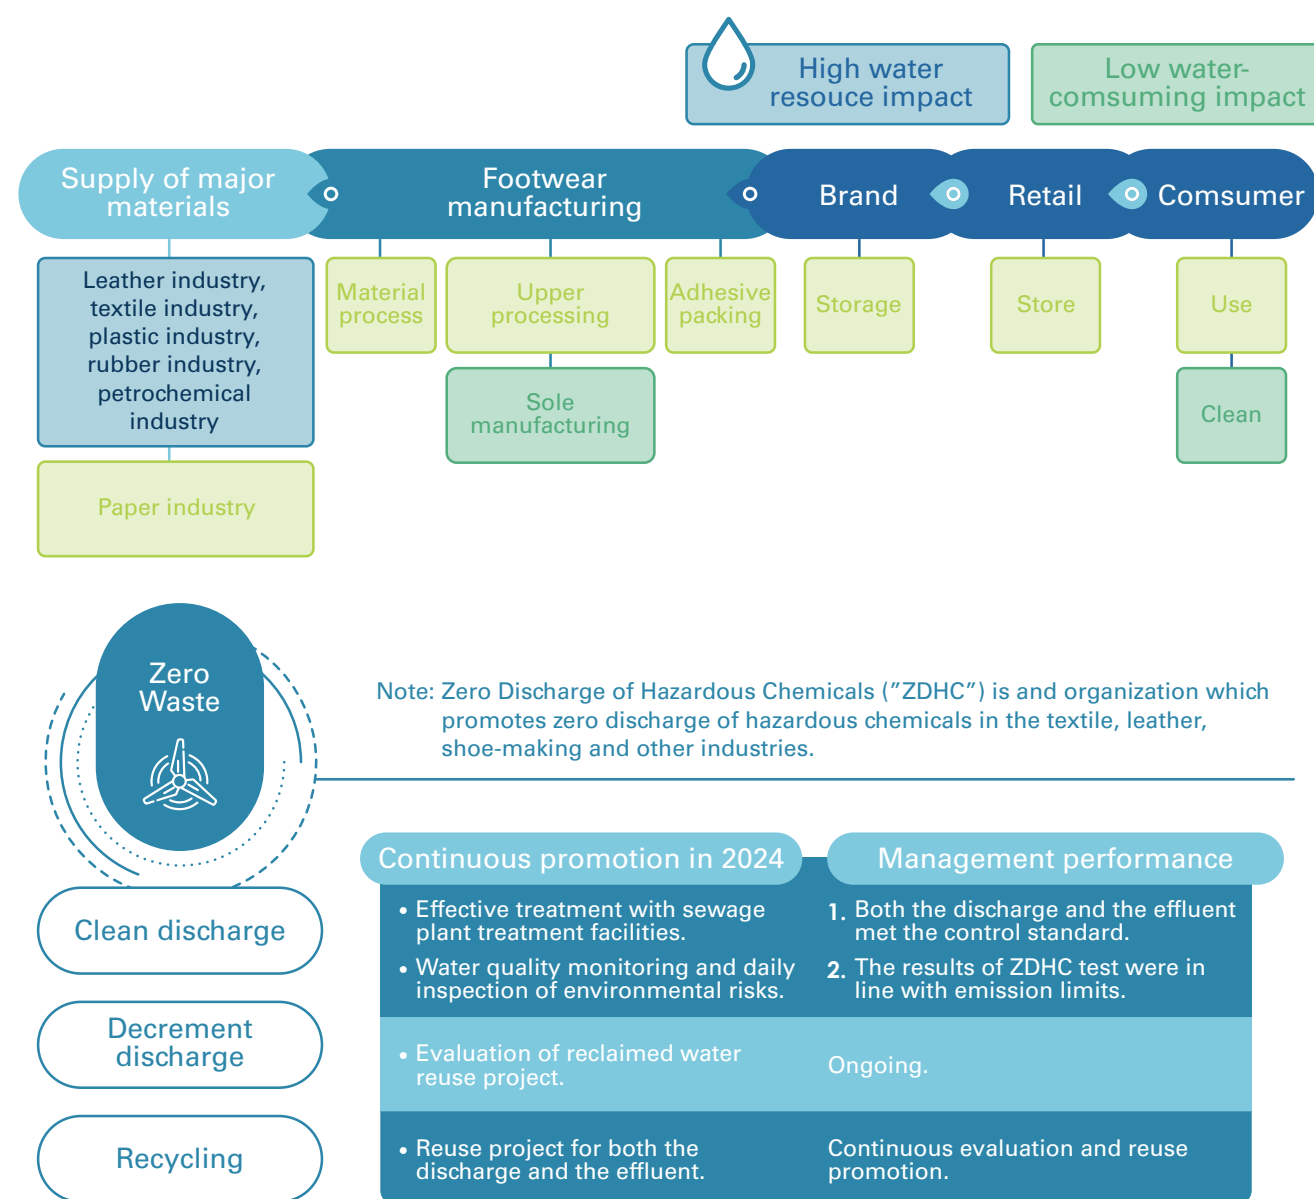 High water
resouce impact
Low water-
comsuming impact
Supply of major
materials
Footwear
manufacturing
Brand
Retail
Comsumer
Leather industry,
textile industry,
plastic industry,
rubber industry,
petrochemical
industry
Paper industry
Material
process
Upper
processing
Sole
manufacturing
Adhesive
packing
Storage
Store
Use
Clean
Zero
Waste
Note: Zero Discharge of Hazardous Chemicals (″ZDHC″) is and organization which
promotes zero discharge of hazardous chemicals in the textile, leather,
shoe-making and other industries.
Continuous promotion in 2024
Management performance
Clean discharge
• Effective treatment with sewage
plant treatment facilities.
• Water quality monitoring and daily
inspection of environmental risks.
1. Both the discharge and the effluent
met the control standard.
2. The results of ZDHC test were in
line with emission limits.
Decrement
discharge
• Evaluation of reclaimed water
reuse project.
Ongoing.
Recycling
• Reuse project for both the
discharge and the effluent.
Continuous evaluation and reuse
promotion.